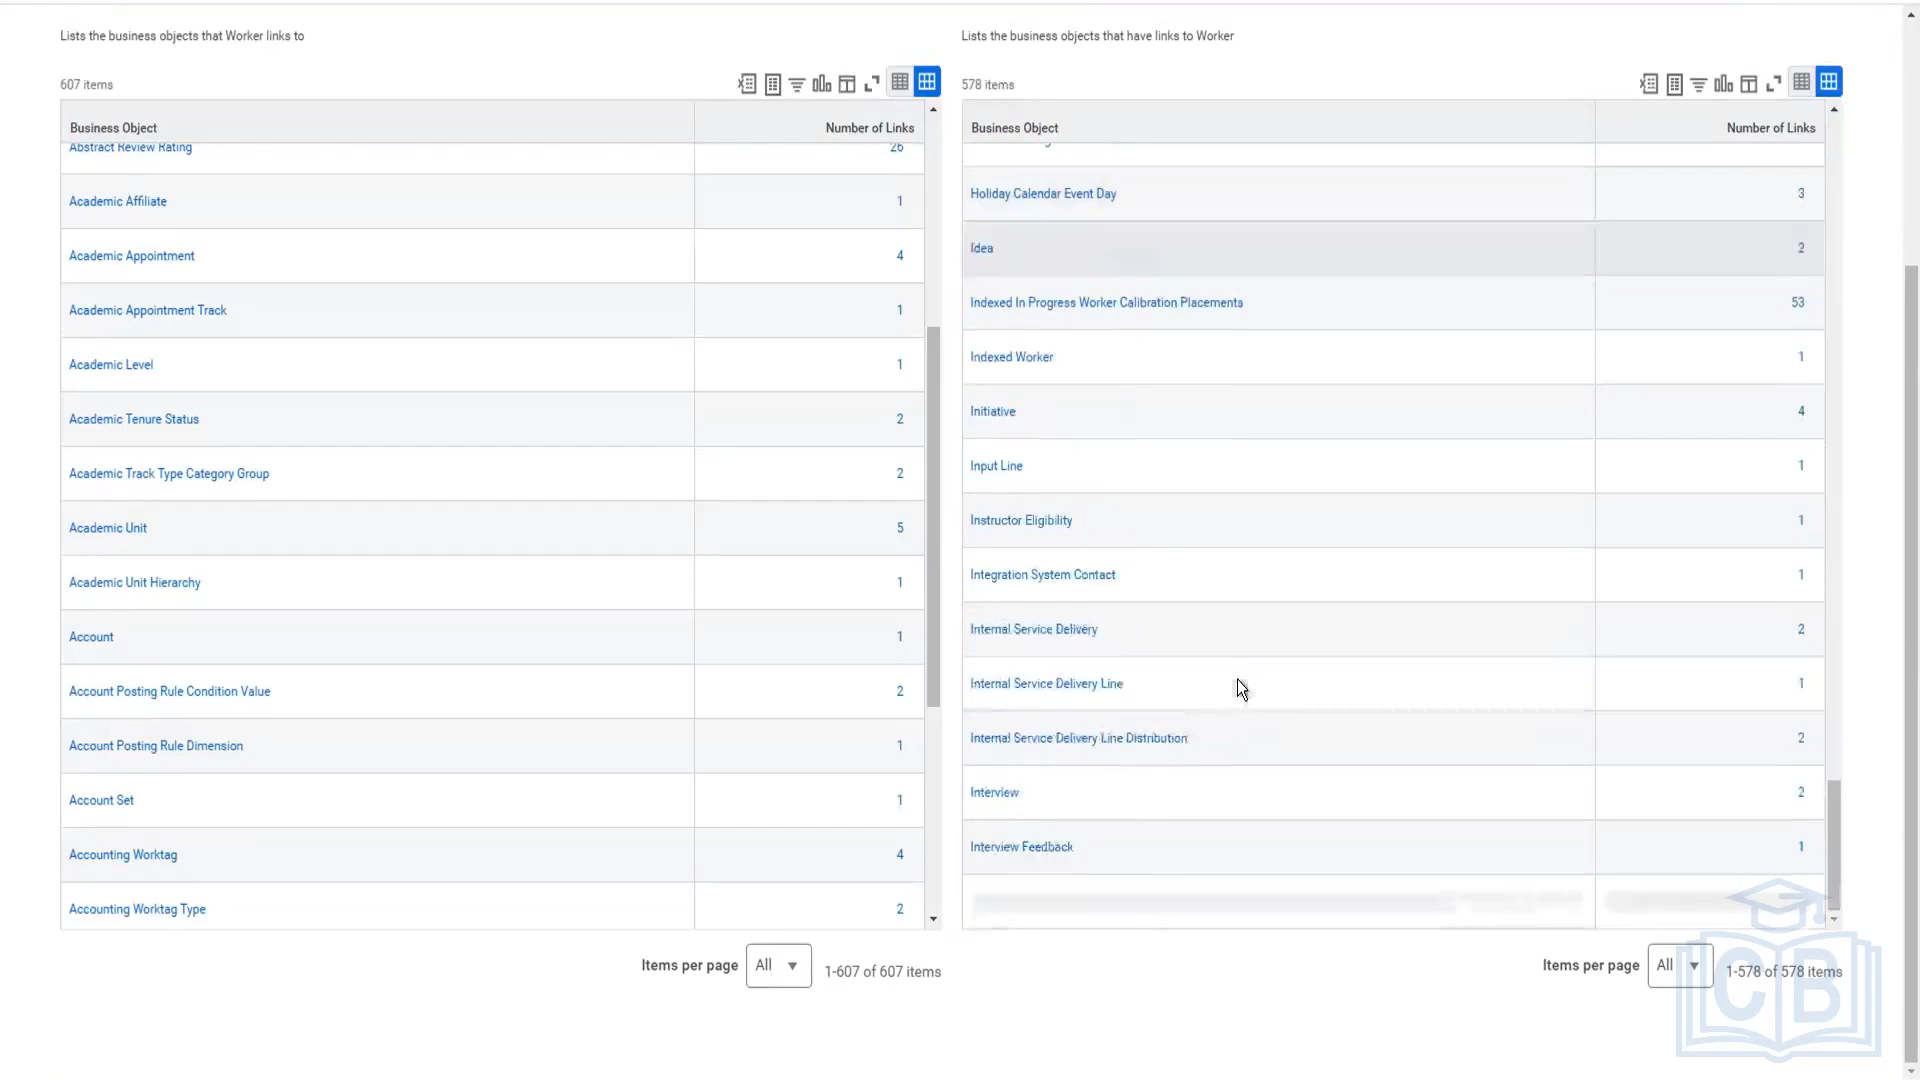 Lists the business objects that Worker links to
607 items
Business Object Number of Links
Abstract Review Rating 26
Academic Affiliate 1
Academic Appointment 4
Academic Appointment Track 1
Academic Level 1
Academic Tenure Status 2
Academic Track Type Category Group 2
Academic Unit 5
Academic Unit Hierarchy 1
Account 1
Account Posting Rule Condition Value 2
Account Posting Rule Dimension 1
Account Set 1
Accounting Worktag 4
Accounting Worktag Type 2
Items per page All 1-607 of 607 items
Lists the business objects that have links to Worker
578 items
Business Object Number of Links
Holiday Calendar Event Day 3
Idea 2
Indexed In Progress Worker Calibration Placements 53
Indexed Worker 1
Initiative 4
Input Line 1
Instructor Eligibility 1
Integration System Contact 1
Internal Service Delivery 2
Internal Service Delivery Line 1
Internal Service Delivery Line Distribution 2
Interview 2
Interview Feedback 1
Items per page All 1-578 of 578 items
CB